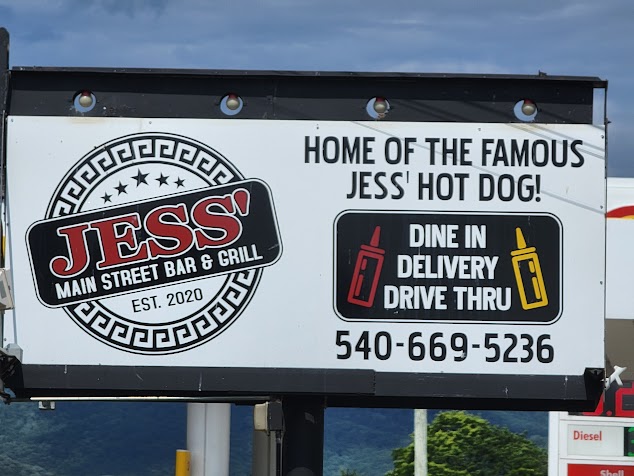 JESS'
MAIN STREET BAR & GRILL
EST. 2020
HOME OF THE FAMOUS
JESS' HOT DOG!
DINE IN
DELIVERY
DRIVE THRU
540-669-5236
Diesel
Shell